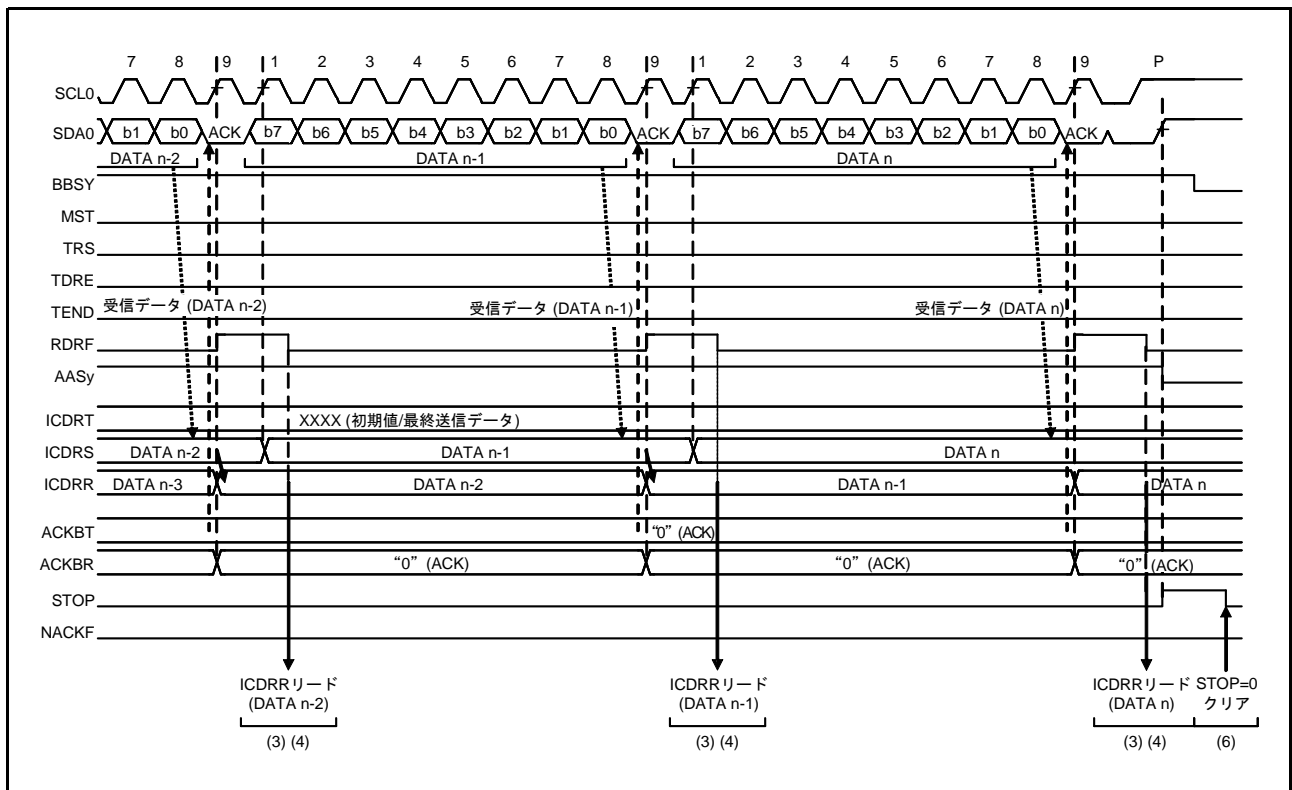 7 8 9 1 2 3 4 5 6 7 8 9 1 2 3 4 5 6 7 8 9 P
SCL0
SDA0 b1 b0 ACK b7 b6 b5 b4 b3 b2 b1 b0 ACK b7 b6 b5 b4 b3 b2 b1 b0 ACK
DATA n-2 DATA n-1 DATA n
BBSY
MST
TRS
TDRE
TEND 受信データ (DATA n-2) 受信データ (DATA n-1) 受信データ (DATA n)
RDRF
AASy
ICDRT XXXX (初期値/最終送信データ)
ICDRS DATA n-2 DATA n-1 DATA n
ICDRR DATA n-3 DATA n-2 DATA n-1 DATA n
ACKBT “0” (ACK)
ACKBR “0” (ACK) “0” (ACK) “0” (ACK)
STOP
NACKF
ICDRRリード ICDRRリード ICDRRリード STOP=0
(DATA n-2) (DATA n-1) (DATA n) クリア
(3) (4) (3) (4) (3) (4) (6)